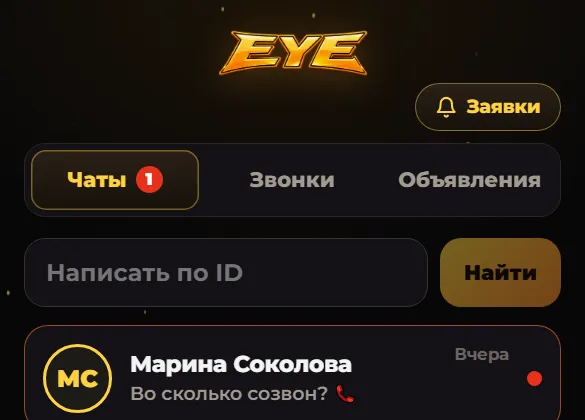 EYE
Заявки
Чаты 1 Звонки Объявления
Написать по ID Найти
МС Марина Соколова Вчера
Во сколько созвон? 📞